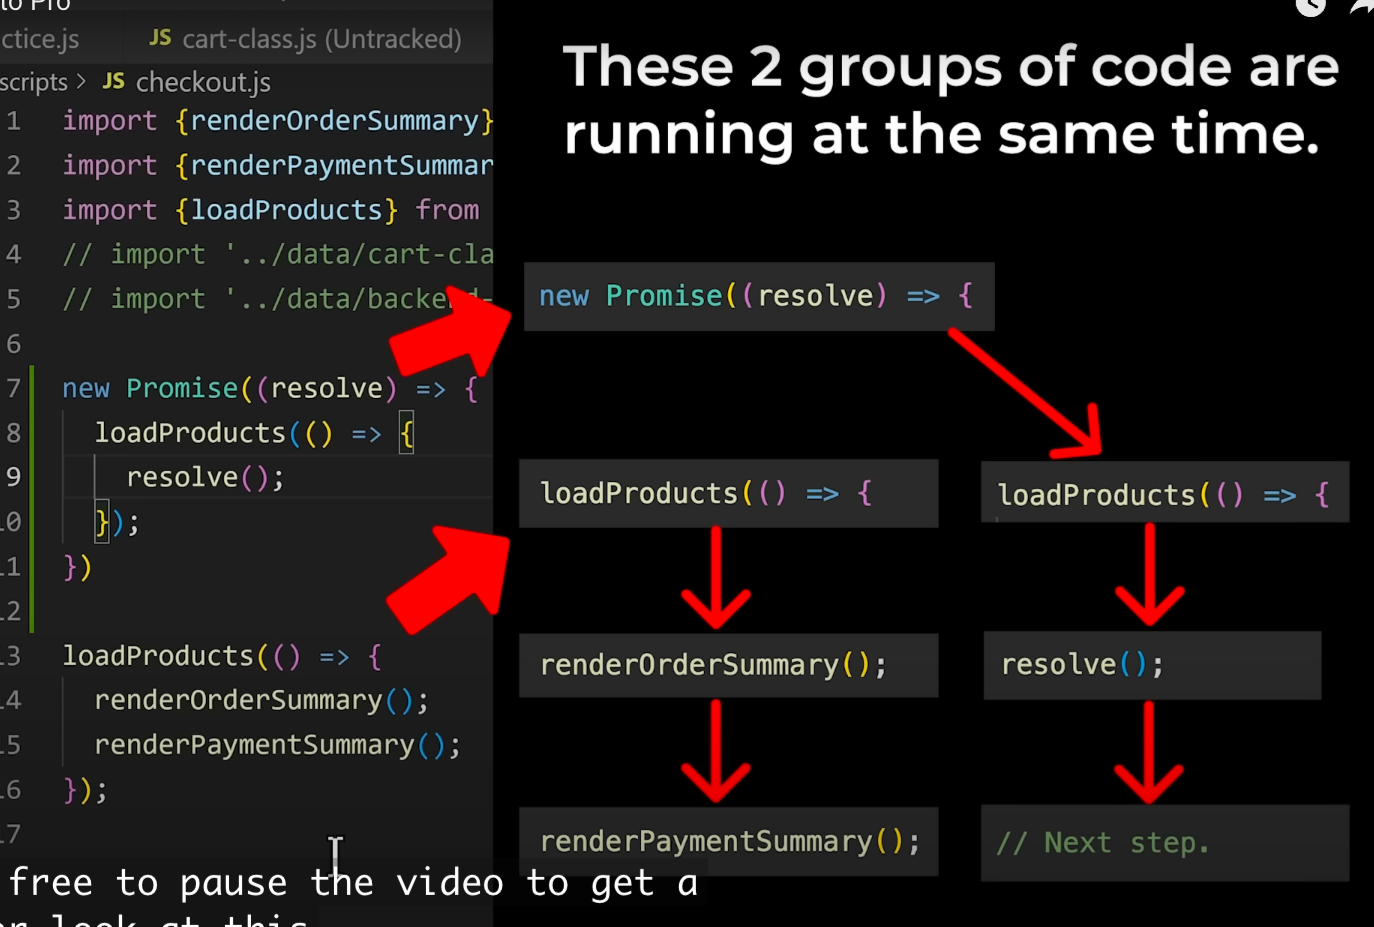 to Pro
ctice.js JS cart-class.js (Untracked)
scripts > JS checkout.js
1 import {renderOrderSummary}
2 import {renderPaymentSummar
3 import {loadProducts} from
4 // import '../data/cart-cla
5 // import '../data/backend-
6
7 new Promise((resolve) => {
8 loadProducts(() => {
9 resolve();
10 });
11 })
12
13 loadProducts(() => {
14 renderOrderSummary();
15 renderPaymentSummary();
16 });
17
These 2 groups of code are
running at the same time.
new Promise((resolve) => {
loadProducts(() => {
renderOrderSummary();
renderPaymentSummary();
loadProducts(() => {
resolve();
// Next step.
free to pause the video to get a
er look at this